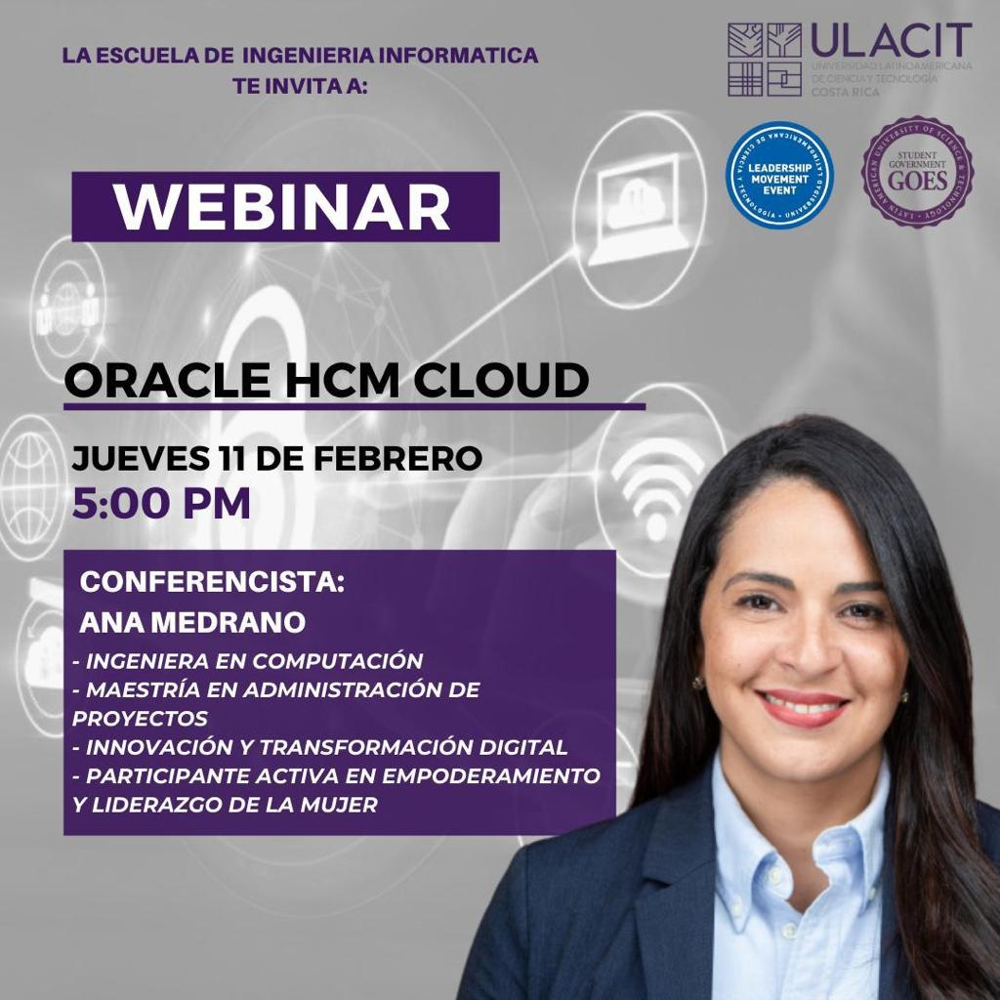 LA ESCUELA DE INGENIERIA INFORMATICA
TE INVITA A:
ULACIT
UNIVERSIDAD LATINOAMERICANA
DE CIENCIA Y TECNOLOGÍA
COSTA RICA
LATINOAMERICANA DE CIENCIA Y TECNOLOGÍA • UNIVERSIDAD
LEADERSHIP
MOVEMENT
EVENT
LATIN AMERICAN UNIVERSITY OF SCIENCE & TECHNOLOGY
STUDENT
GOVERNMENT
GOES
WEBINAR
ORACLE HCM CLOUD
JUEVES 11 DE FEBRERO
5:00 PM
CONFERENCISTA:
ANA MEDRANO
- INGENIERA EN COMPUTACIÓN
- MAESTRÍA EN ADMINISTRACIÓN DE
PROYECTOS
- INNOVACIÓN Y TRANSFORMACIÓN DIGITAL
- PARTICIPANTE ACTIVA EN EMPODERAMIENTO
Y LIDERAZGO DE LA MUJER